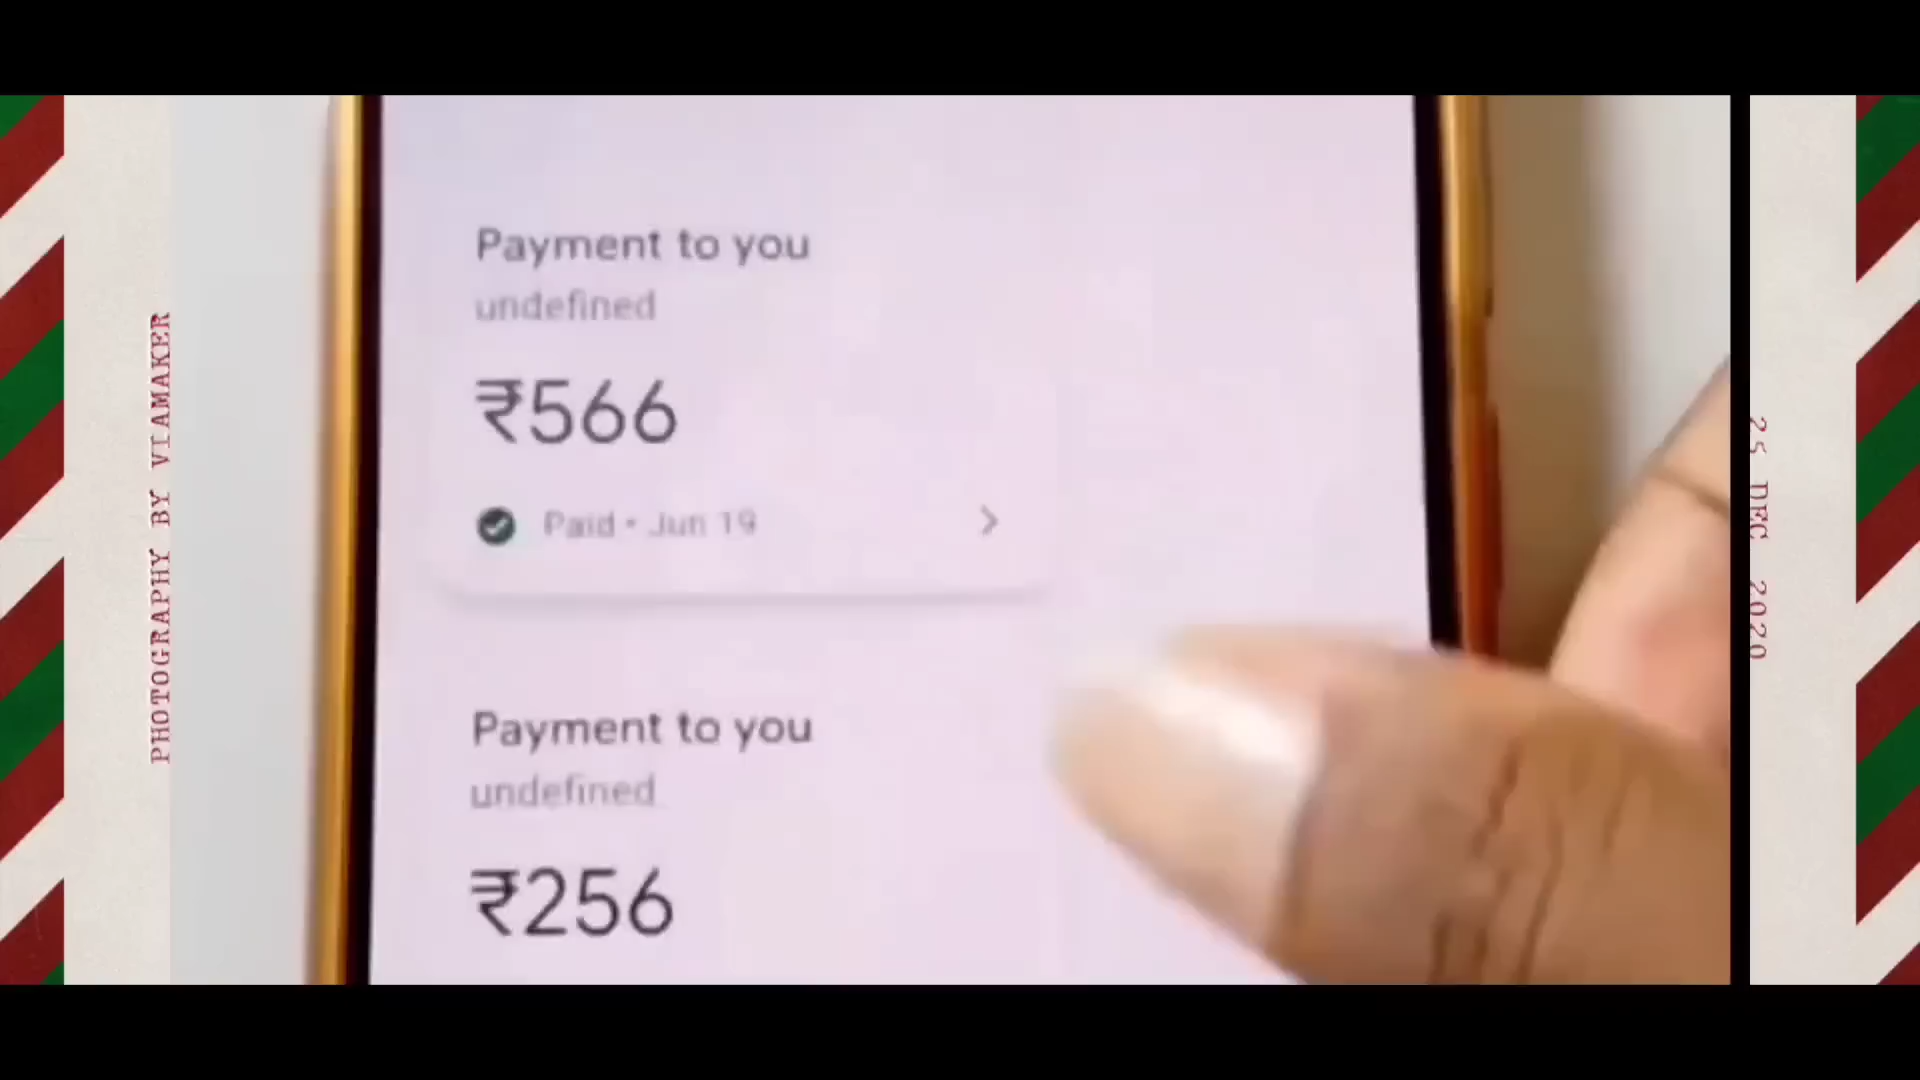 PHOTOGRAPHY BY VIAMAKER
Payment to you
undefined
₹566
Paid • Jun 19
Payment to you
undefined
₹256
25 DEC 2020